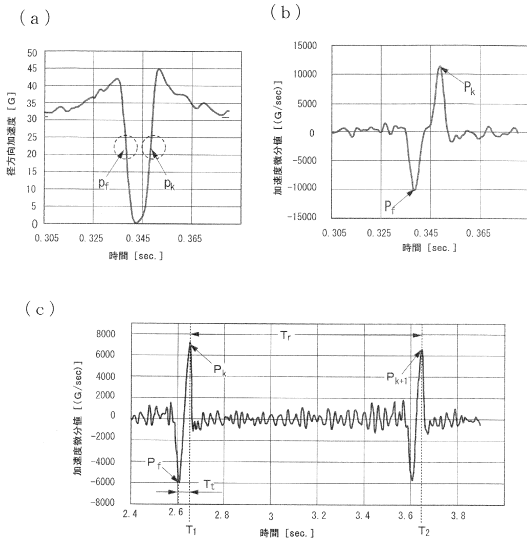 (a)
50
45
40
35
30
25
20
15
10
5
0
径方向加速度 [G]
pf
pk
0.305
0.325
0.345
0.365
時間 [sec.]
(b)
15000
10000
5000
0
-5000
-10000
-15000
加速度微分値 [(G/sec)]
Pk
Pf
0.305
0.325
0.345
0.365
時間 [sec.]
(c)
8000
6000
4000
2000
0
-2000
-4000
-6000
-8000
加速度微分値 [(G/sec)]
Tr
Pk
Pk+1
Pf
Tt
2.4
2.6
T1
2.8
3
3.2
3.4
3.6
T2
3.8
時間 [sec.]